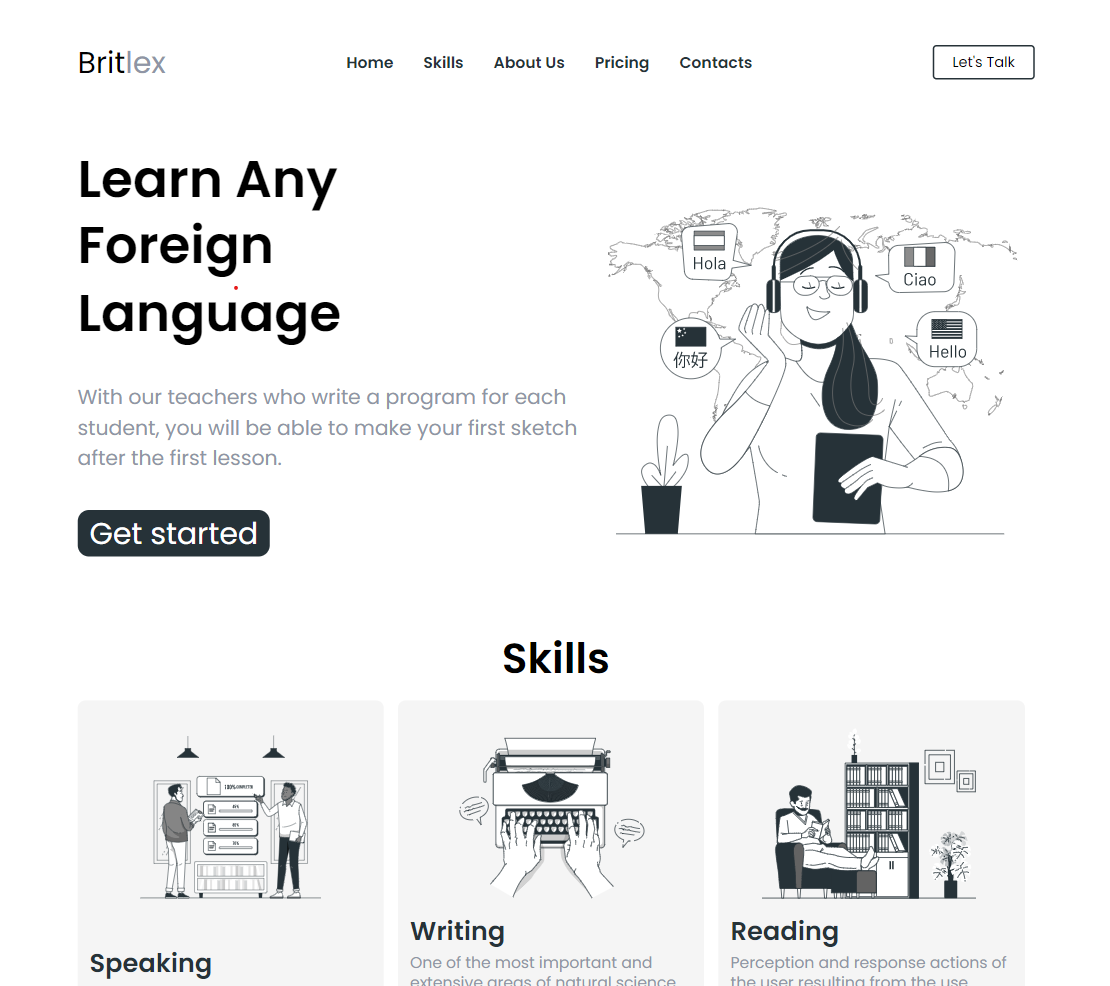 Britlex
Home Skills About Us Pricing Contacts
Let's Talk
Learn Any
Foreign
Language
Hola
Ciao
你好
Hello
With our teachers who write a program for each
student, you will be able to make your first sketch
after the first lesson.
Get started
Skills
100% COMPLETED
Speaking
Writing
One of the most important and
extensive areas of natural science
Reading
Perception and response actions of
the user resulting from the use